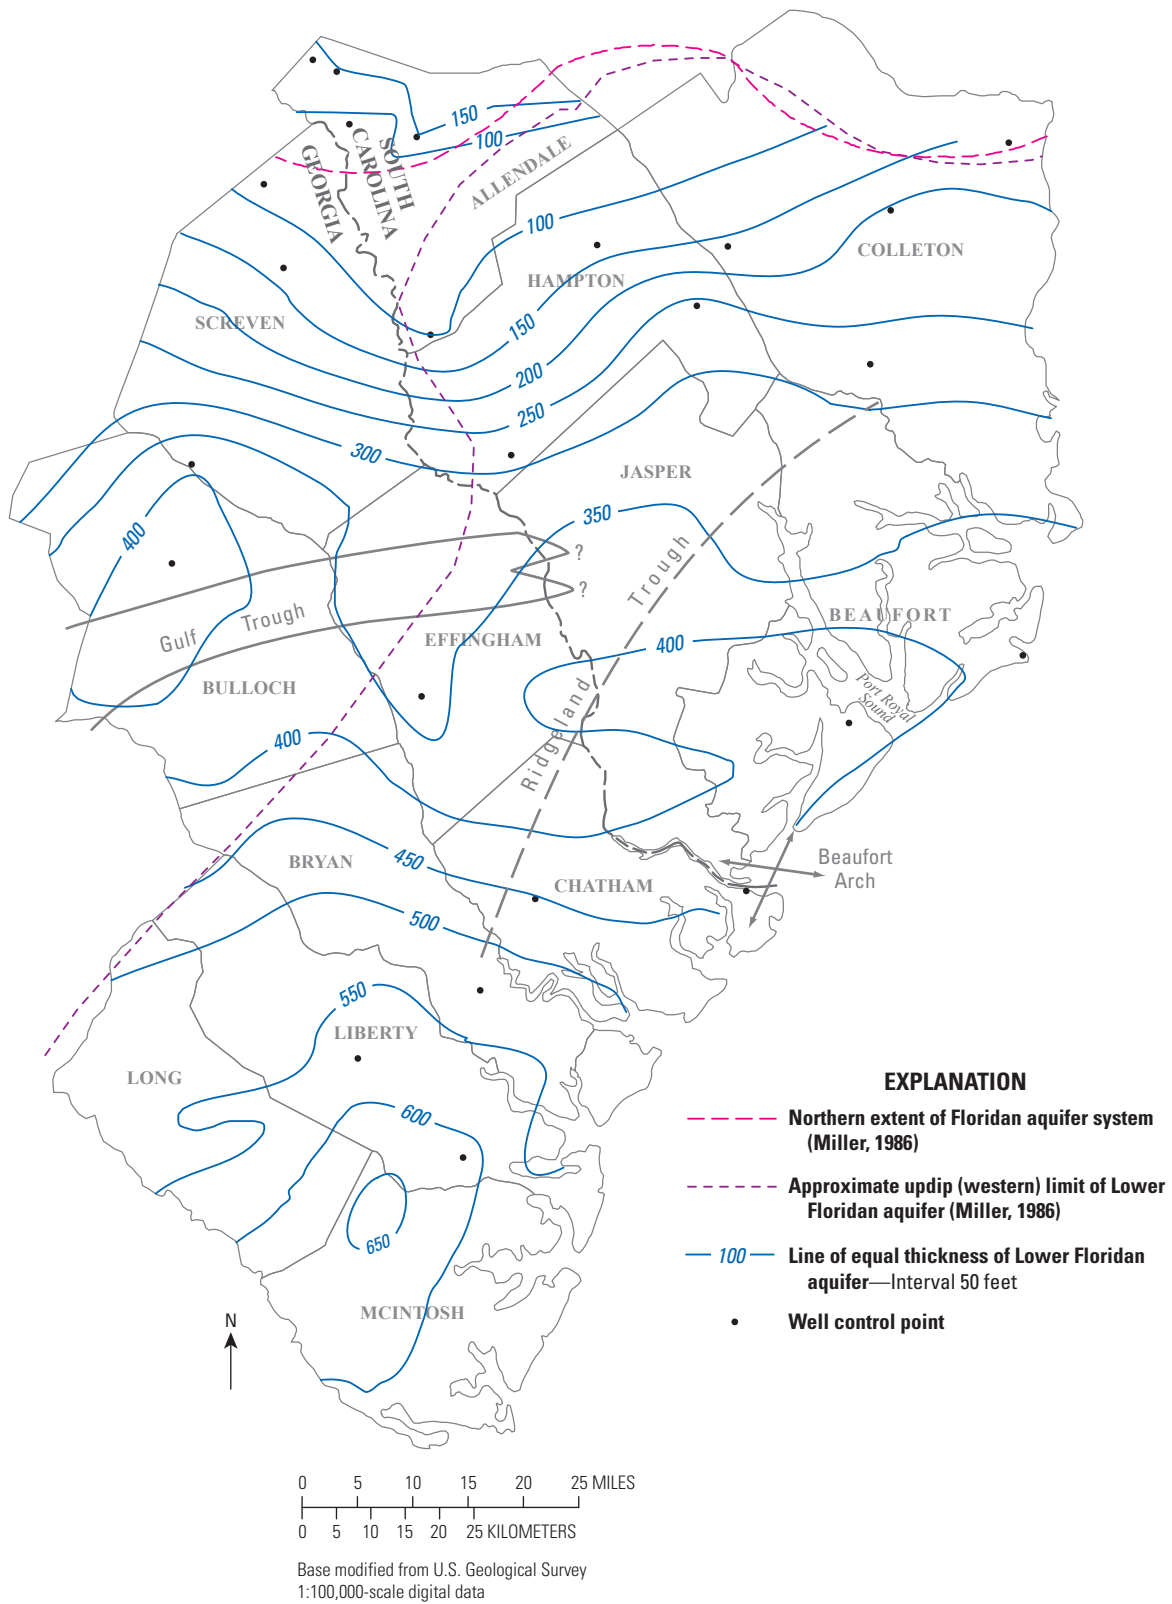 150
100
SOUTH
CAROLINA
GEORGIA
ALLENDALE
100
COLLETON
HAMPTON
SCREVEN
150
200
250
300
JASPER
350
400
?
?
Gulf Trough
Ridgeland Trough
EFFINGHAM
BEAUFORT
400
Port Royal
Sound
BULLOCH
400
BRYAN
450
CHATHAM
Beaufort
Arch
500
550
LIBERTY
LONG
600
650
MCINTOSH
EXPLANATION
Northern extent of Floridan aquifer system
(Miller, 1986)
Approximate updip (western) limit of Lower
Floridan aquifer (Miller, 1986)
100
Line of equal thickness of Lower Floridan
aquifer—Interval 50 feet
Well control point
N
0 5 10 15 20 25 MILES
0 5 10 15 20 25 KILOMETERS
Base modified from U.S. Geological Survey
1:100,000-scale digital data